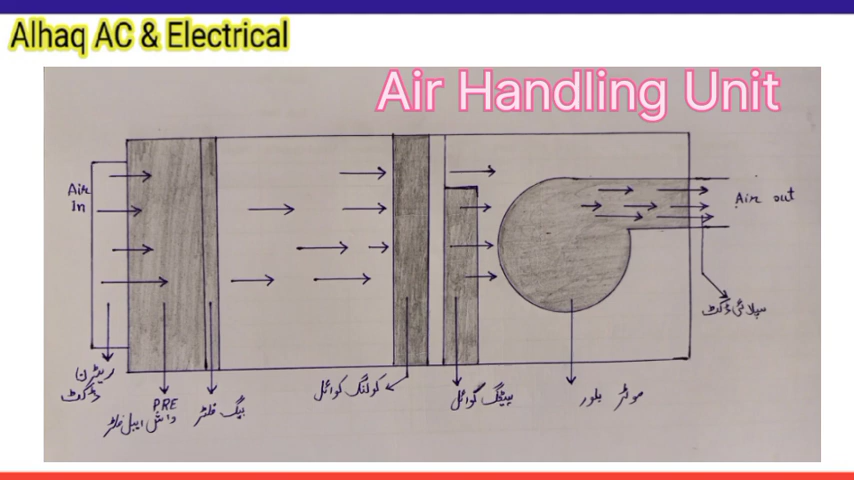 Alhaq AC & Electrical
Air Handling Unit
Air
In
Air out
سپلائی ڈکٹ
ریٹرن
ڈکٹ
PRE
واش ایبل فلٹر
بیگ فلٹر
کولنگ کوائل
ہیٹنگ کوائل
موٹر بلور